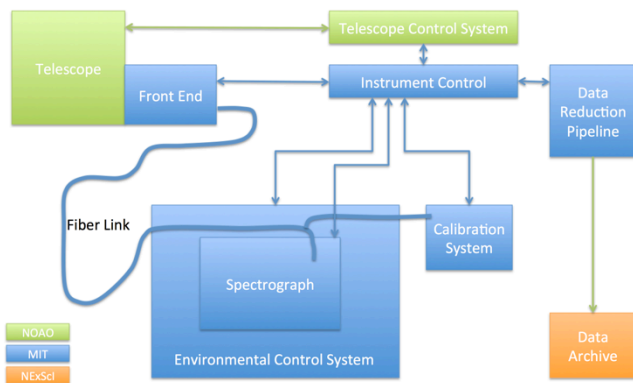 Telescope Control System
Telescope
Front End
Instrument Control
Data
Reduction
Pipeline
Fiber Link
Calibration
System
Spectrograph
Environmental Control System
NOAO
MIT
NExScI
Data
Archive